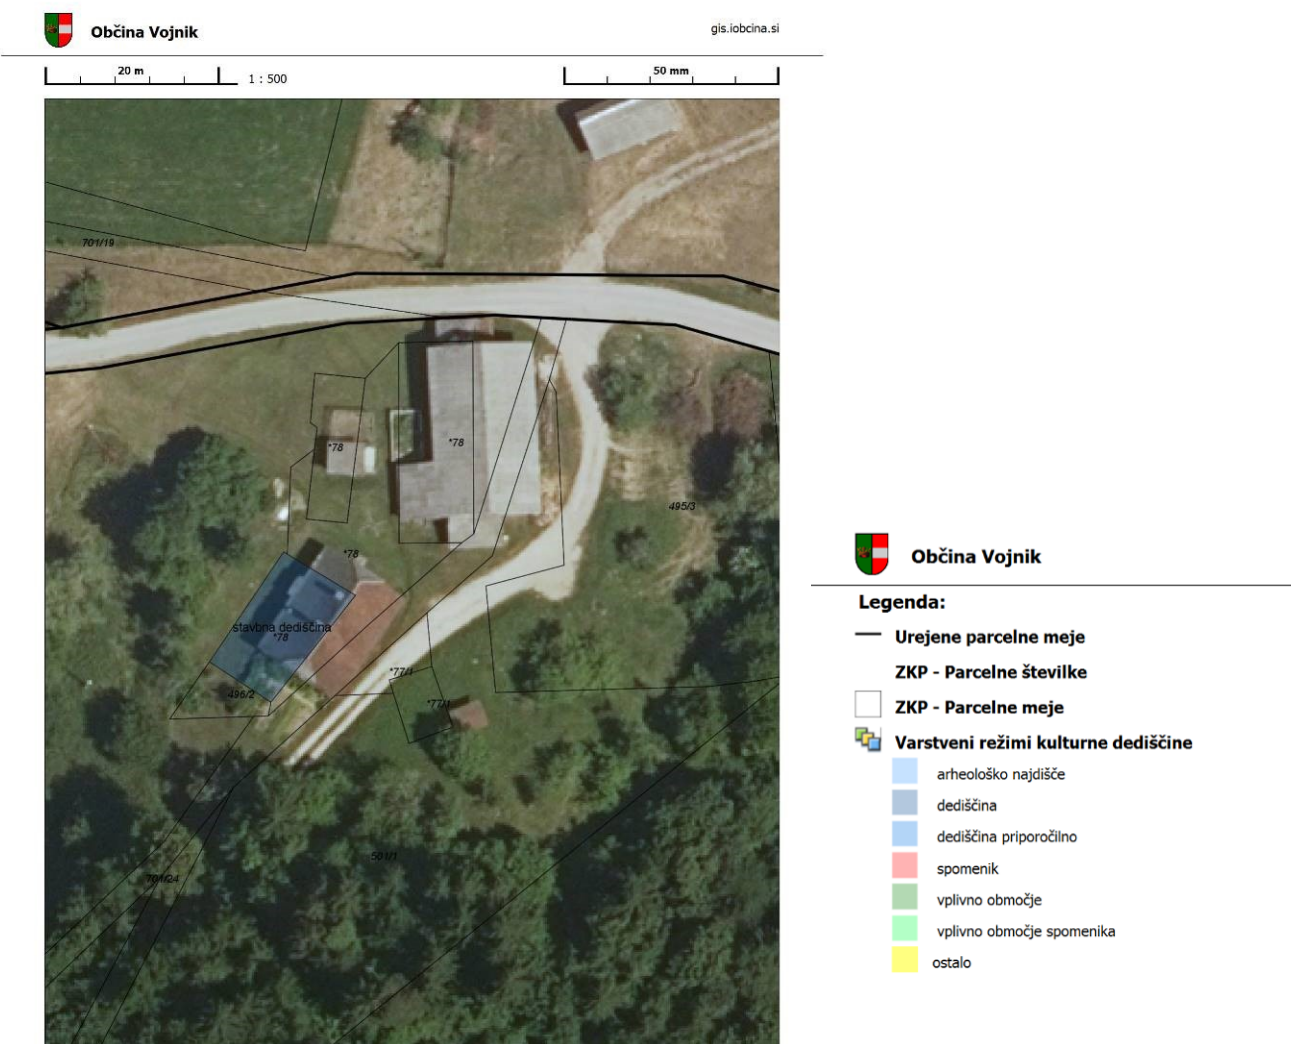 Občina Vojnik
gis.iobcina.si
20 m
1 : 500
50 mm
701/19
*78
*78
495/3
*78
stavbna dediščina
*78
*77/1
496/2
*77/1
501/1
701/24
Občina Vojnik
Legenda:
Urejene parcelne meje
ZKP - Parcelne številke
ZKP - Parcelne meje
Varstveni režimi kulturne dediščine
arheološko najdišče
dediščina
dediščina priporočilno
spomenik
vplivno območje
vplivno območje spomenika
ostalo